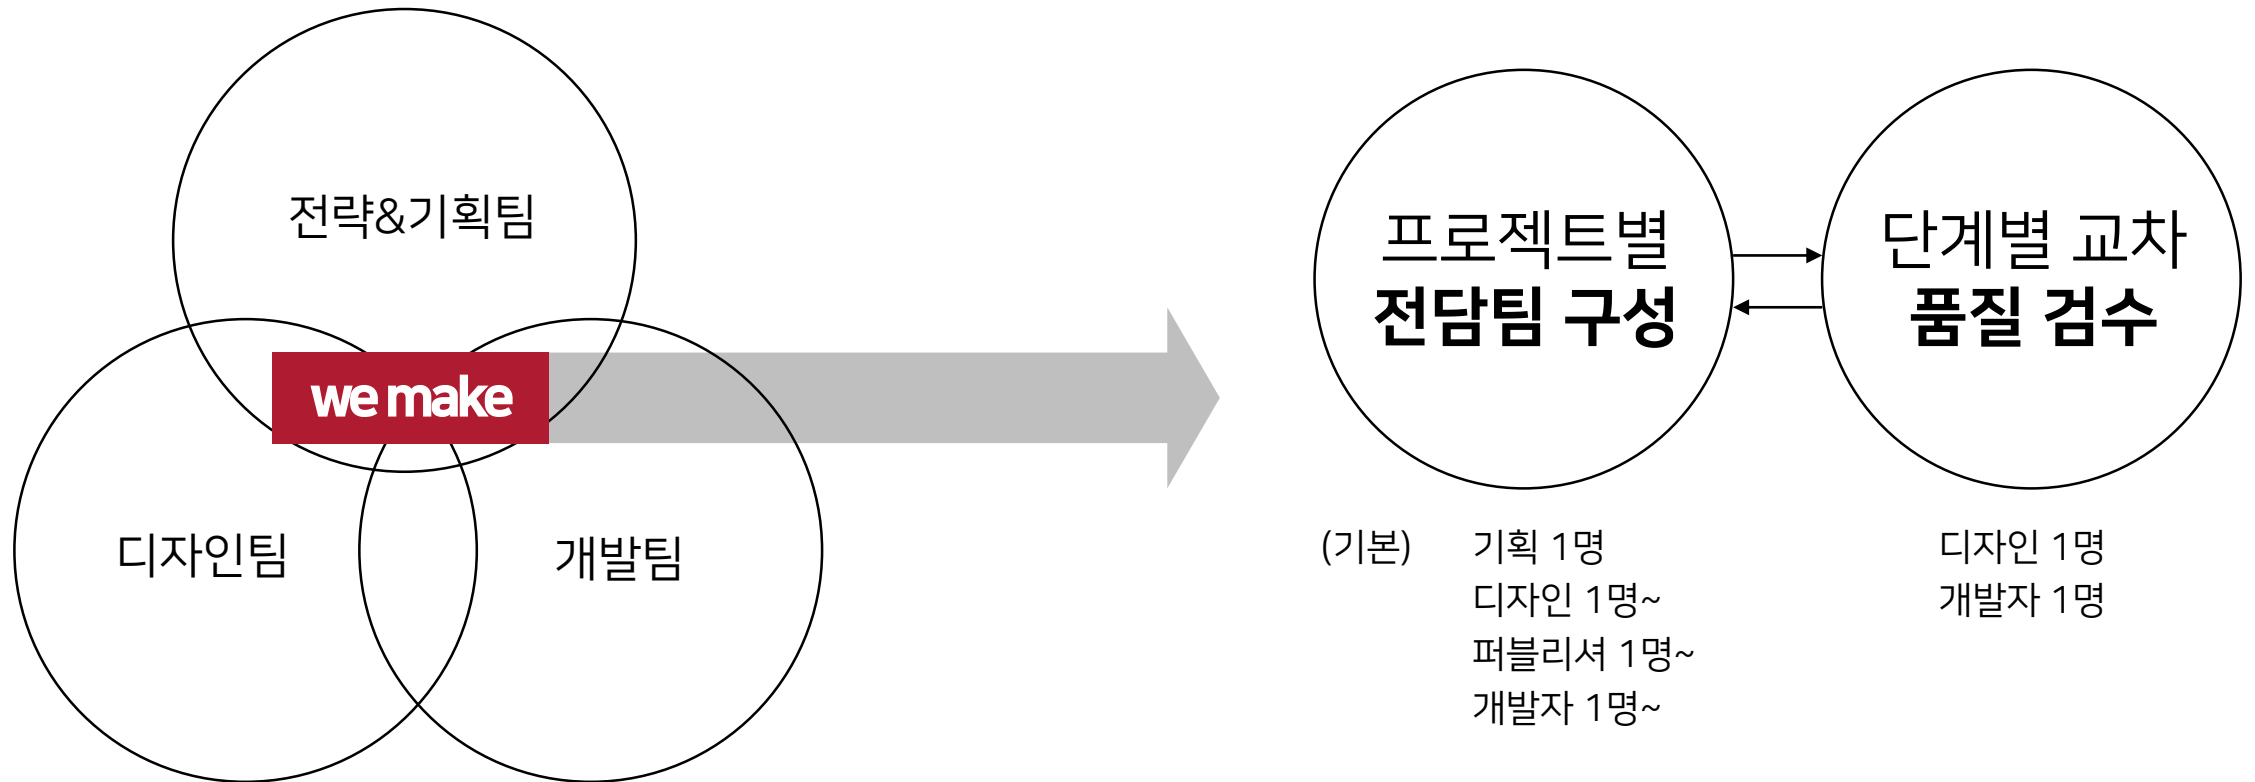 전략&기획팀
디자인팀
개발팀
we make
프로젝트별
전담팀 구성
단계별 교차
품질 검수
(기본) 기획 1명
디자인 1명~
퍼블리셔 1명~
개발자 1명~
디자인 1명
개발자 1명